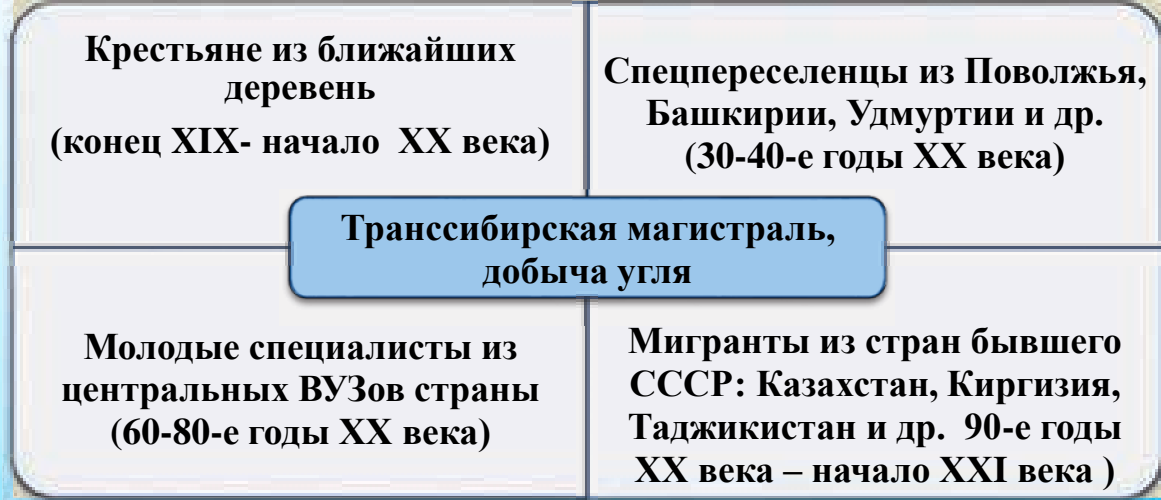 Крестьяне из ближайших
деревень
(конец XIX- начало  XX века)
Спецпереселенцы из Поволжья,
Башкирии, Удмуртии и др.
(30-40-е годы XX века)
Транссибирская магистраль,
добыча угля
Молодые специалисты из
центральных ВУЗов страны
(60-80-е годы XX века)
Мигранты из стран бывшего
СССР: Казахстан, Киргизия,
Таджикистан и др.  90-е годы
XX века – начало XXI века )